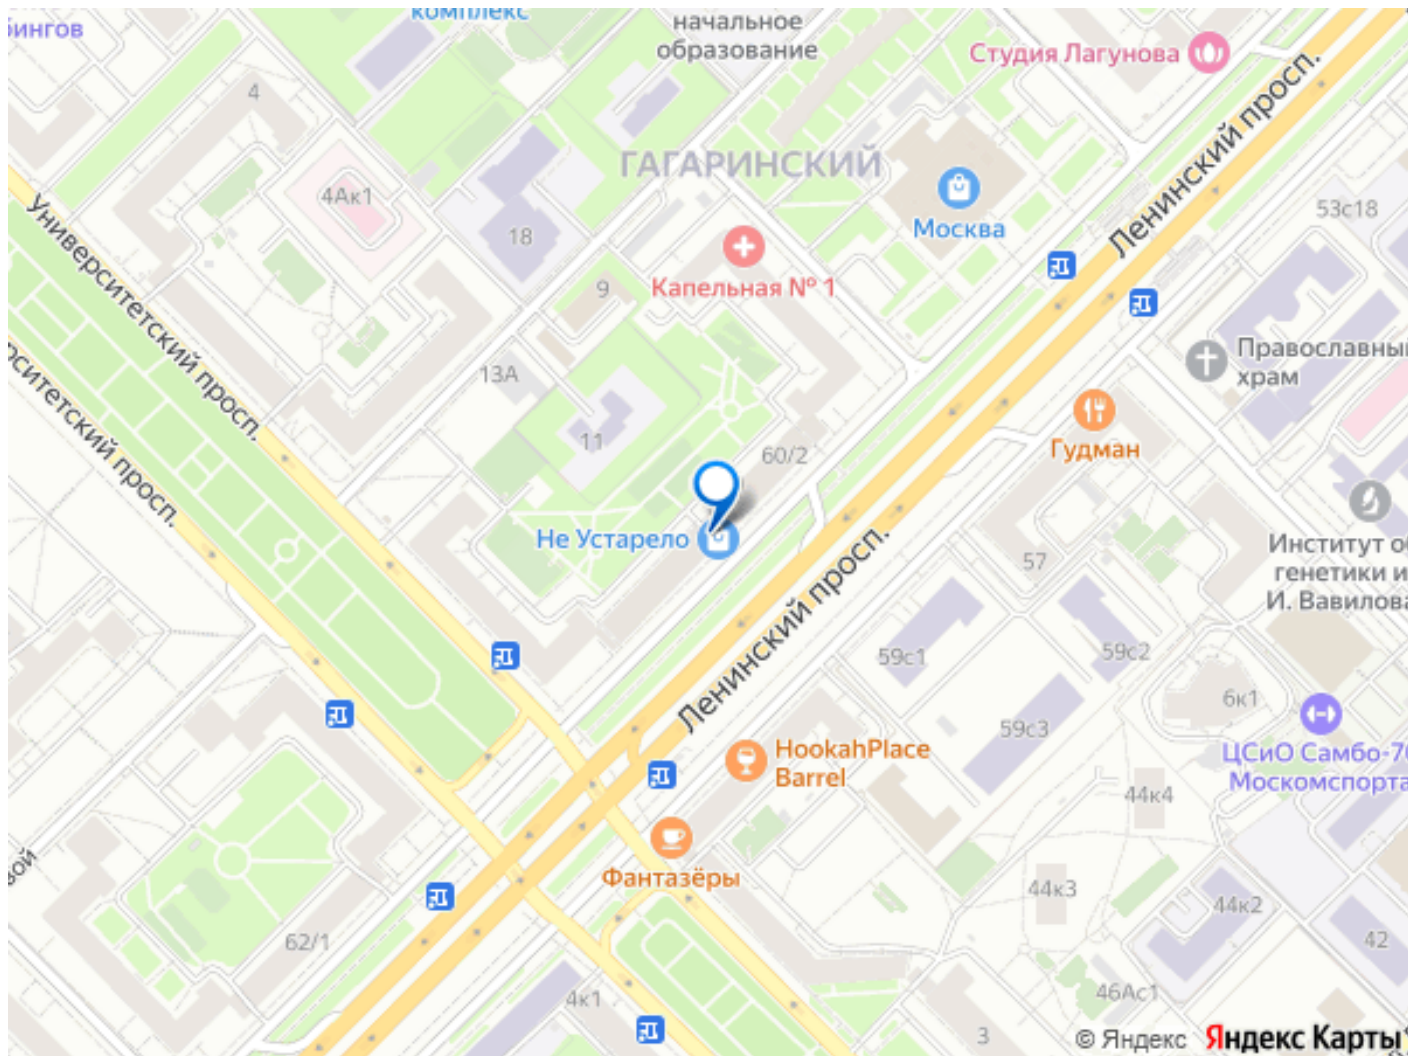 комплекс
начальное
образование
Студия Лагунова
Ленинский просп.
4
ГАГАРИНСКИЙ
4Ак1
18
Москва
53с18
Университетский просп.
Капельная № 1
9
13А
11
60/2
Православны
храм
Гудман
Не Устарело
57
Институт о
генетики и
И. Вавилова
Ленинский просп.
59с1
59с2
59с3
6к1
ЦСиО Самбо-70
Москомспорта
HookahPlace
Barrel
44к4
Фантазёры
44к3
44к2
42
62/1
4к1
46Ас1
3
© Яндекс Яндекс Карты